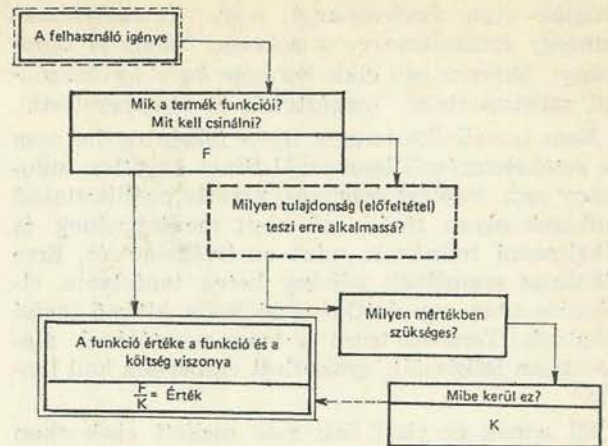 A felhasználó igénye
Mik a termék funkciói?
Mit kell csinálni?
F
Milyen tulajdonság (előfeltétel)
teszi erre alkalmassá?
Milyen mértékben
szükséges?
A funkció értéke a funkció és a
költség viszonya
F/K = Érték
Mibe kerül ez?
K